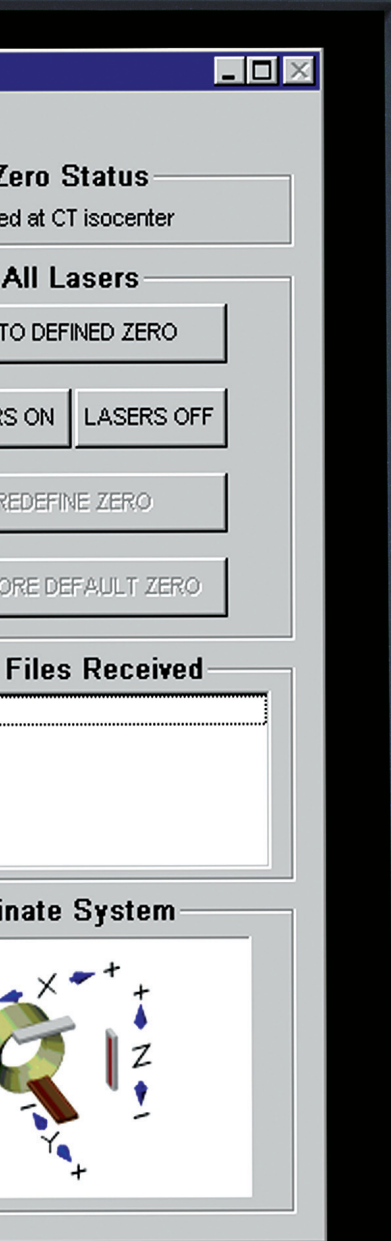 Zero Status
ed at CT isocenter
All Lasers
TO DEFINED ZERO
RS ON
LASERS OFF
REDEFINE ZERO
ORE DEFAULT ZERO
Files Received
inate System
X +
+
Z
–
–
Y
+